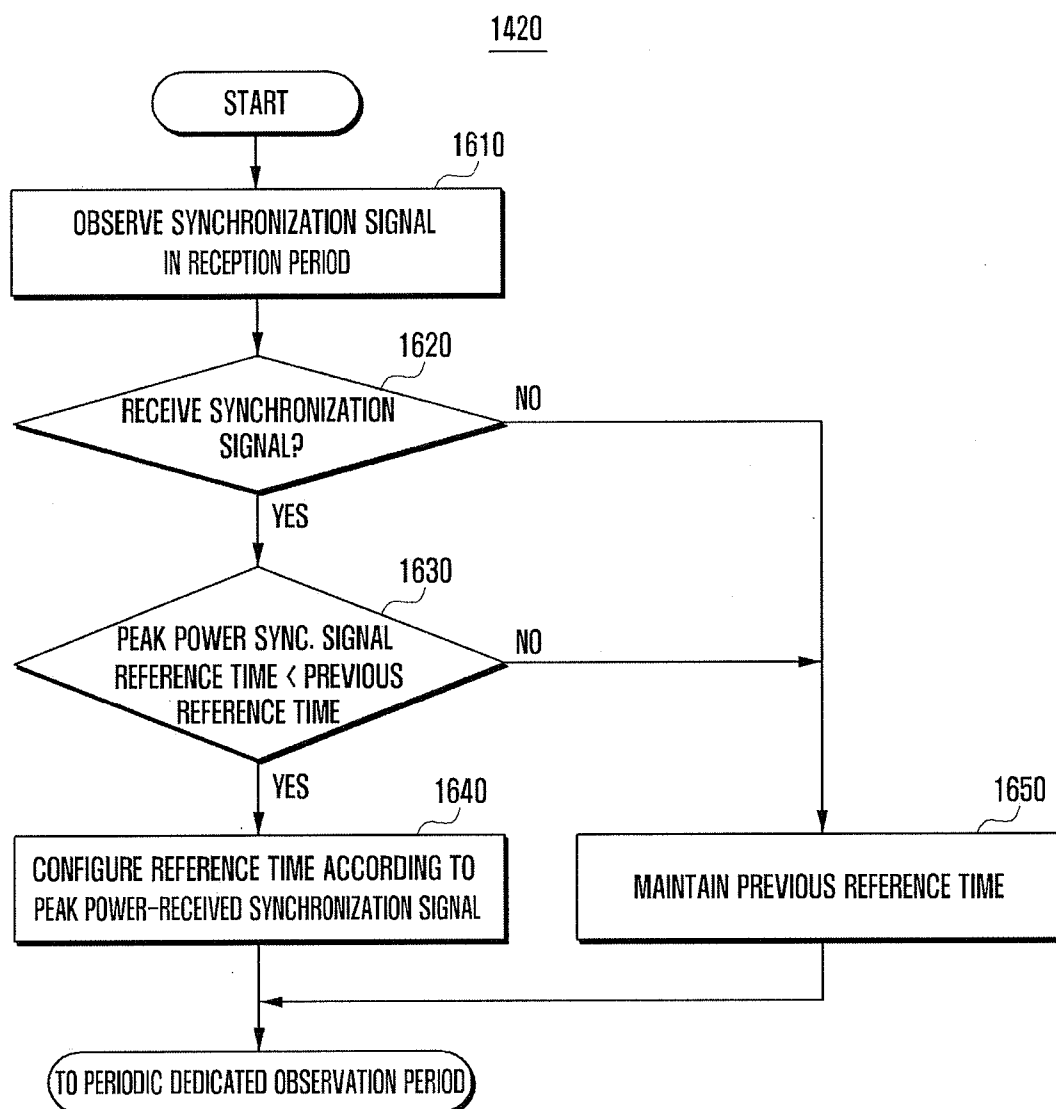 1420
START
1610
OBSERVE SYNCHRONIZATION SIGNAL
IN RECEPTION PERIOD
1620
RECEIVE SYNCHRONIZATION
SIGNAL?
NO
YES
1630
PEAK POWER SYNC. SIGNAL
REFERENCE TIME < PREVIOUS
REFERENCE TIME
NO
YES
1640
CONFIGURE REFERENCE TIME ACCORDING TO
PEAK POWER-RECEIVED SYNCHRONIZATION SIGNAL
1650
MAINTAIN PREVIOUS REFERENCE TIME
TO PERIODIC DEDICATED OBSERVATION PERIOD